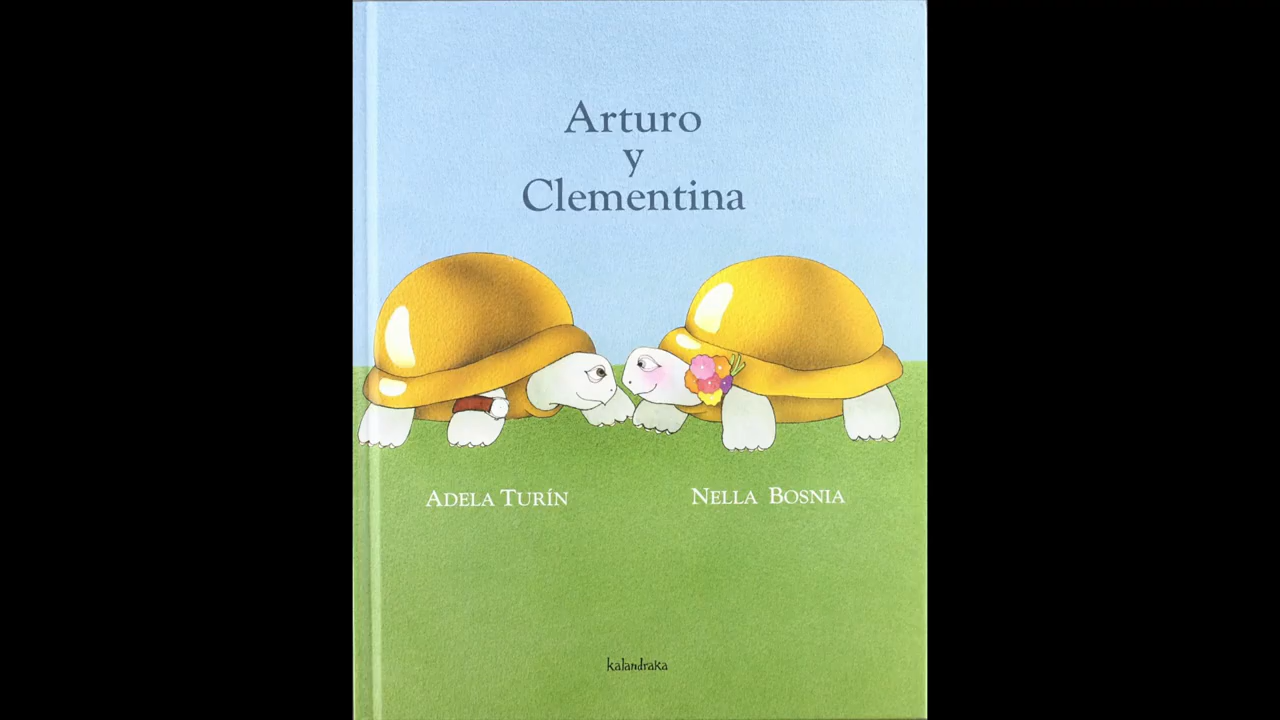 Arturo
y
Clementina
Adela Turín
Nella Bosnia
kalandraka